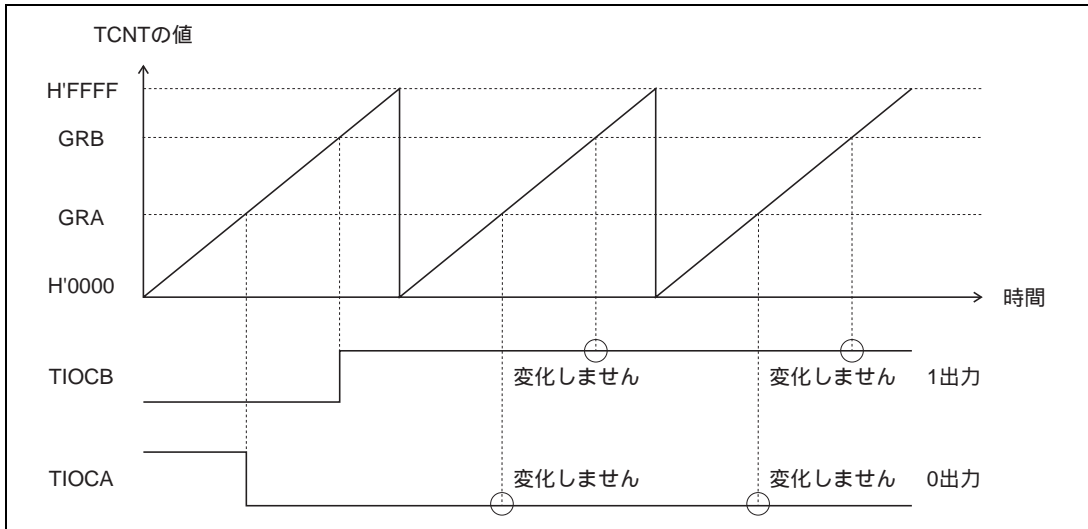 TCNTの値
H'FFFF
GRB
GRA
H'0000
時間
TIOCB
変化しません
変化しません
1出力
TIOCA
変化しません
変化しません
0出力